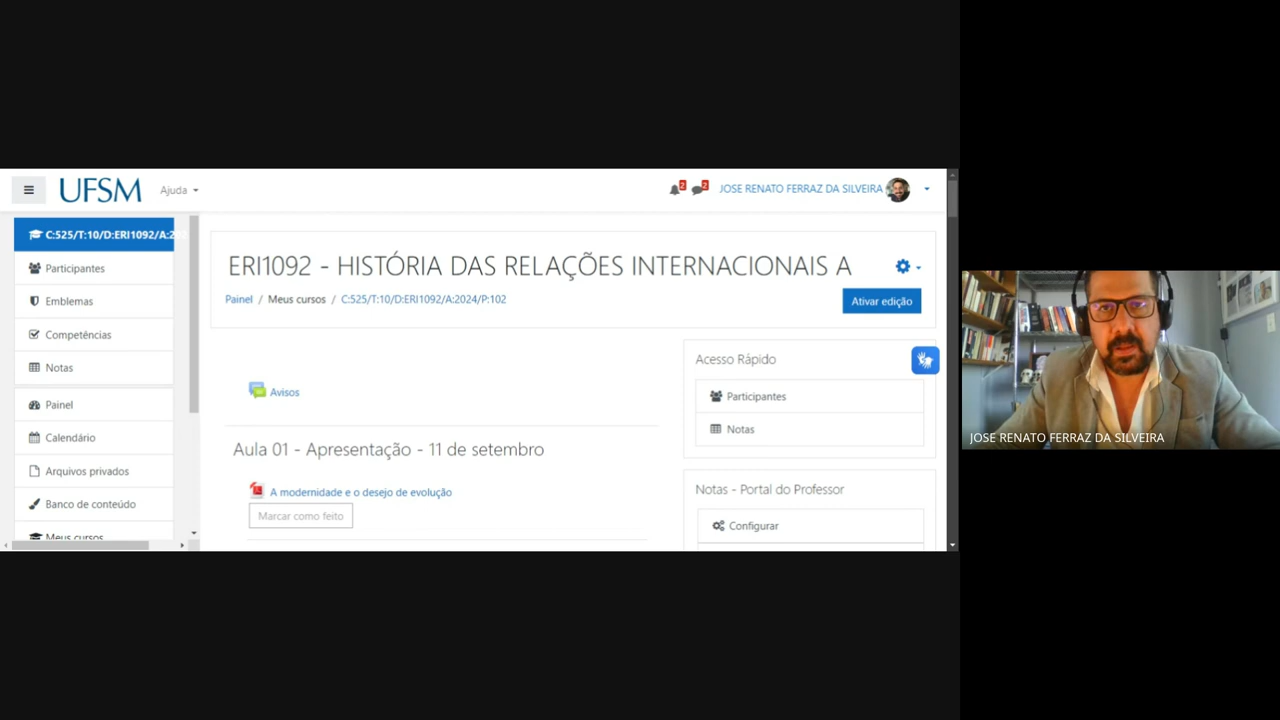 UFSM
Ajuda
2
2
JOSE RENATO FERRAZ DA SILVEIRA
C:525/T:10/D:ERI1092/A:202
Participantes
Emblemas
Competências
Notas
Painel
Calendário
Arquivos privados
Banco de conteúdo
Meus cursos
ERI1092 - HISTÓRIA DAS RELAÇÕES INTERNACIONAIS A
Painel / Meus cursos / C:525/T:10/D:ERI1092/A:2024/P:102
Ativar edição
Avisos
Aula 01 - Apresentação - 11 de setembro
A modernidade e o desejo de evolução
Marcar como feito
Acesso Rápido
Participantes
Notas
Notas - Portal do Professor
Configurar
JOSE RENATO FERRAZ DA SILVEIRA